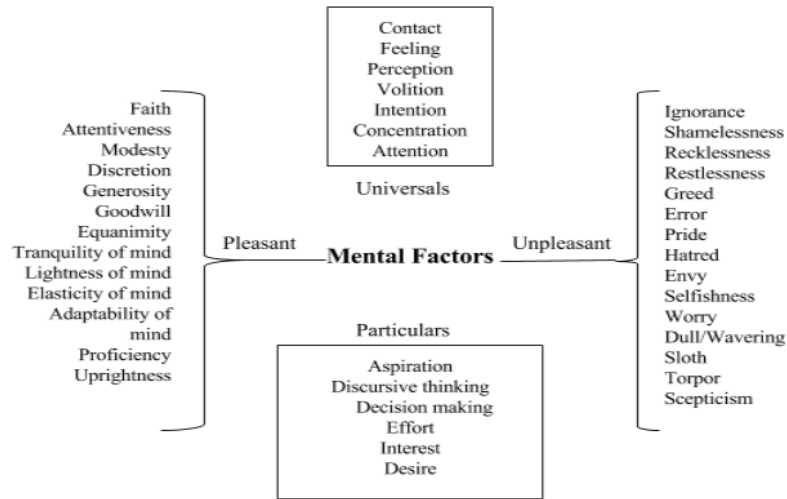 Contact
Feeling
Perception
Volition
Intention
Concentration
Attention
Universals
Faith
Attentiveness
Modesty
Discretion
Generosity
Goodwill
Equanimity
Tranquility of mind
Lightness of mind
Elasticity of mind
Adaptability of
mind
Proficiency
Uprightness
Pleasant
Mental Factors
Unpleasant
Ignorance
Shamelessness
Recklessness
Restlessness
Greed
Error
Pride
Hatred
Envy
Selfishness
Worry
Dull/Wavering
Sloth
Torpor
Scepticism
Particulars
Aspiration
Discursive thinking
Decision making
Effort
Interest
Desire